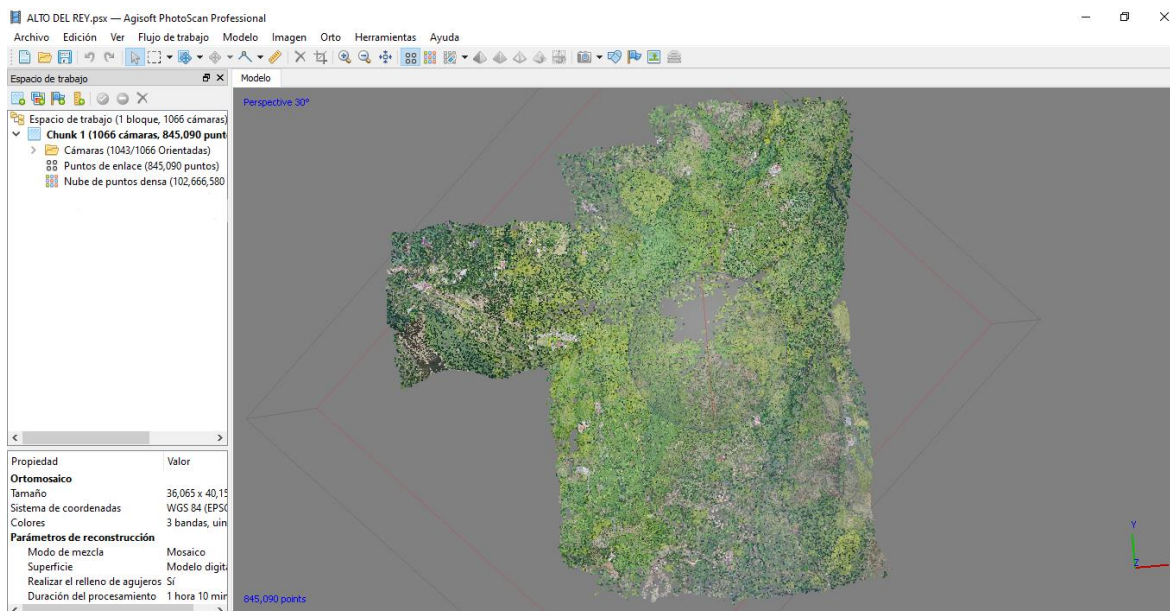 ALTO DEL REY.psx — Agisoft PhotoScan Professional
Archivo Edición Ver Flujo de trabajo Modelo Imagen Orto Herramientas Ayuda
Espacio de trabajo
Modelo
Perspective 30°
Espacio de trabajo (1 bloque, 1066 cámaras)
Chunk 1 (1066 cámaras, 845,090 punt
Cámaras (1043/1066 Orientadas)
Puntos de enlace (845,090 puntos)
Nube de puntos densa (102,666,580
Propiedad Valor
Ortomosaico
Tamaño 36,065 x 40,15
Sistema de coordenadas WGS 84 (EPSG
Colores 3 bandas, uin
Parámetros de reconstrucción
Modo de mezcla Mosaico
Superficie Modelo digita
Realizar el relleno de agujeros Sí
Duración del procesamiento 1 hora 10 min
845,090 points
Y
Z